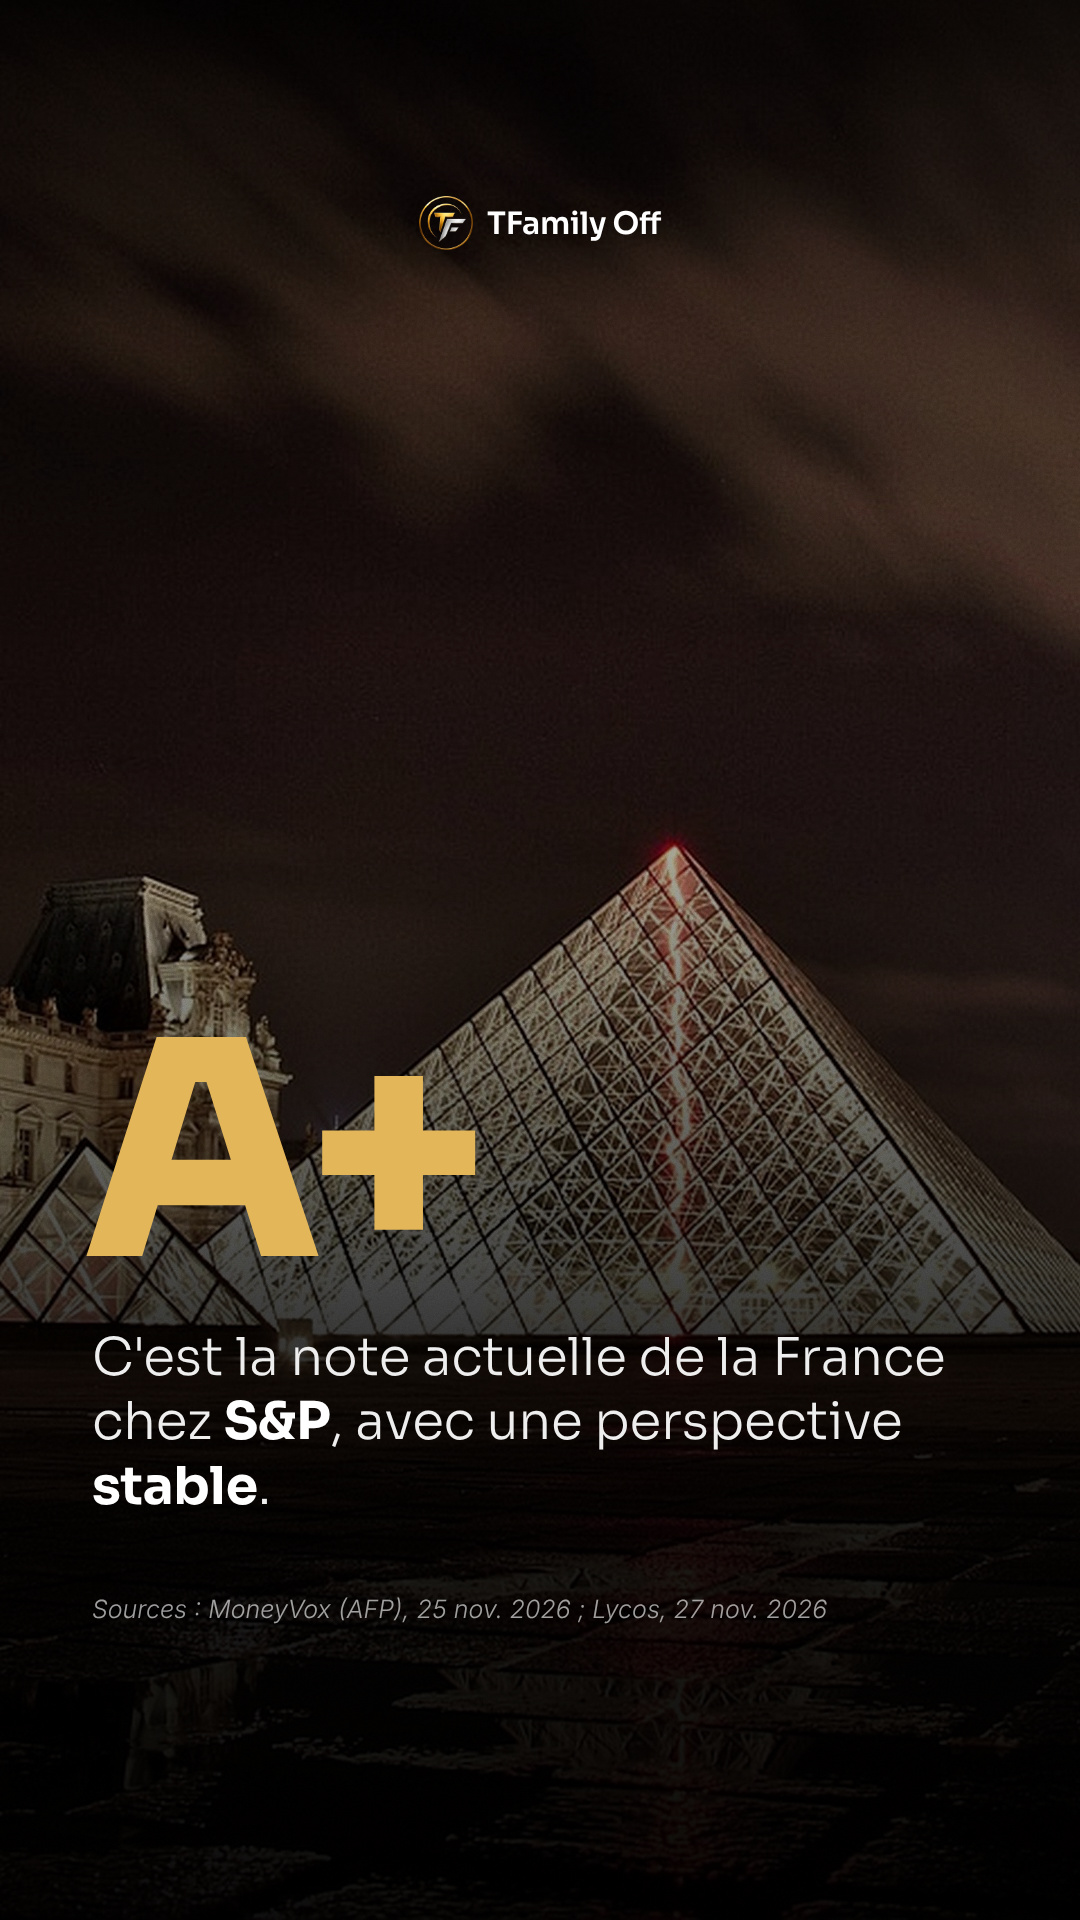 TFamily Off
A+
C'est la note actuelle de la France
chez S&P, avec une perspective
stable.
Sources : MoneyVox (AFP), 25 nov. 2026 ; Lycos, 27 nov. 2026